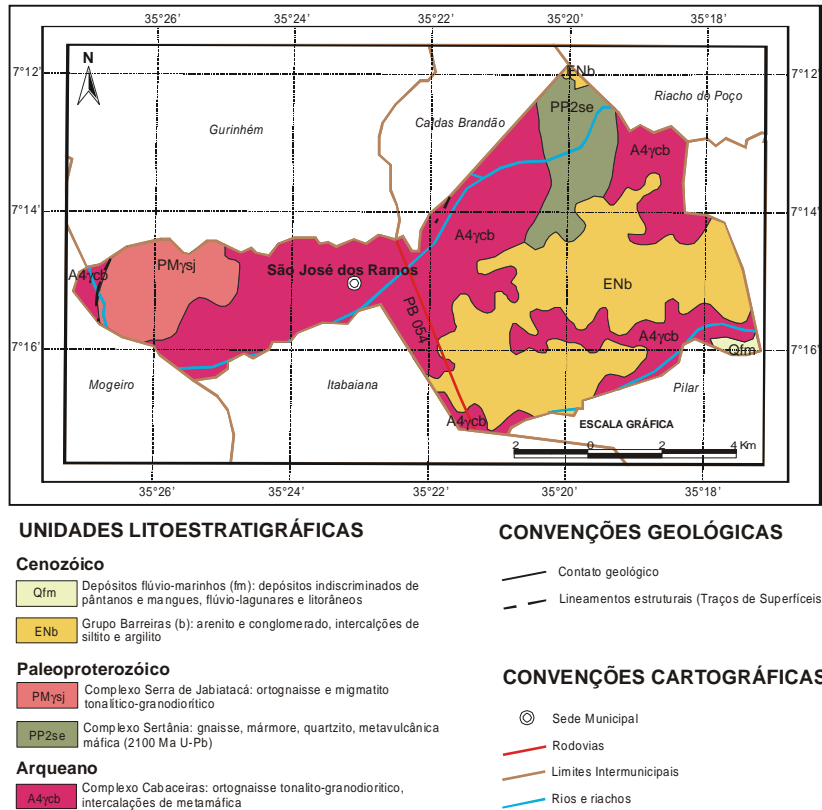 35°26' 35°24' 35°22' 35°20' 35°18'
7°12' 7°12'
N
ENb
Riacho do Poço
PP2se
Gurinhém
Caldas Brandão
A4γcb
7°14' 7°14'
A4γcb
PMγsj
A4γcb
São José dos Ramos
ENb
PB 054
A4γcb
7°16' 7°16'
Qfm
Mogeiro
Itabaiana
Pilar
A4γcb
ESCALA GRÁFICA
2 0 2 4 Km
35°26' 35°24' 35°22' 35°20' 35°18'
UNIDADES LITOESTRATIGRÁFICAS
Cenozóico
Qfm
Depósitos flúvio-marinhos (fm): depósitos indiscriminados de
pântanos e mangues, flúvio-lagunares e litorâneos
ENb
Grupo Barreiras (b): arenito e conglomerado, intercalções de
siltito e argilito
Paleoproterozóico
PMγsj
Complexo Serra de Jabiatacá: ortognaisse e migmatito
tonalítico-granodiorítico
PP2se
Complexo Sertânia: gnaisse, mármore, quartzito, metavulcânica
máfica (2100 Ma U-Pb)
Arqueano
A4γcb
Complexo Cabaceiras: ortognaisse tonalito-granodioritico,
intercalações de metamáfica
CONVENÇÕES GEOLÓGICAS
Contato geológico
Lineamentos estruturais (Traços de Superfíceis
CONVENÇÕES CARTOGRÁFICAS
Sede Municipal
Rodovias
Limites Intermunicipais
Rios e riachos